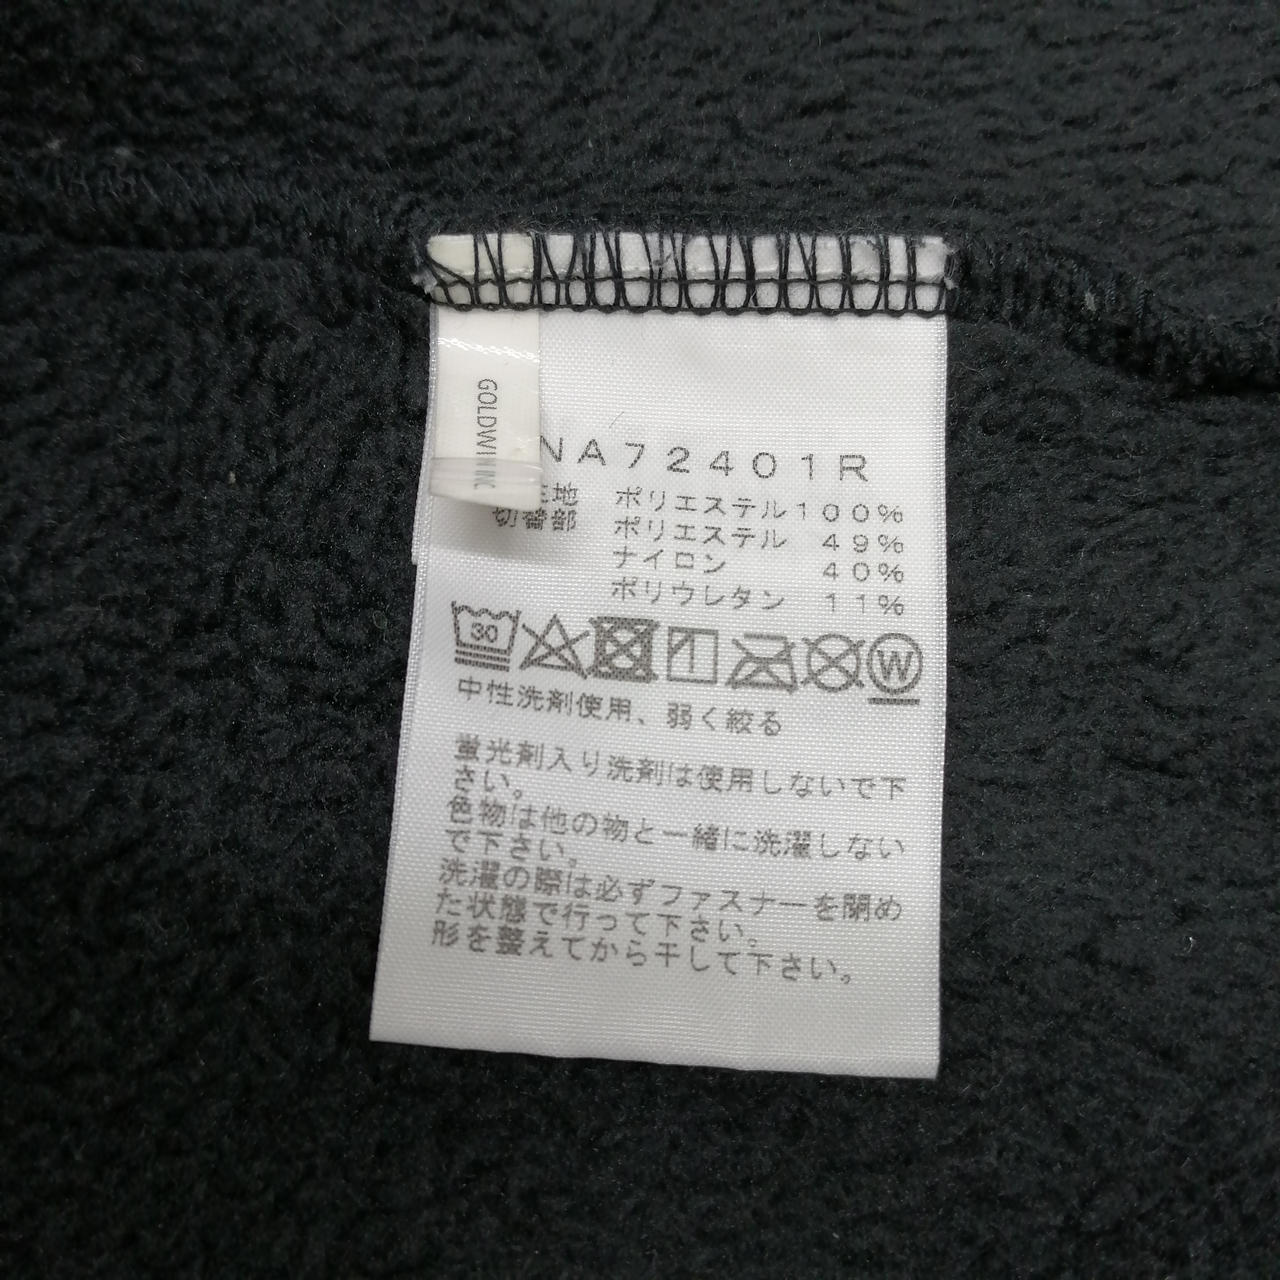 GOLDWIN INC
NA72401R
生地 ポリエステル100%
切替部 ポリエステル 49%
ナイロン 40%
ポリウレタン 11%
30
W
中性洗剤使用、弱く絞る
蛍光剤入り洗剤は使用しないで下
さい。
色物は他の物と一緒に洗濯しない
で下さい。
洗濯の際は必ずファスナーを閉め
た状態で行って下さい。
形を整えてから干して下さい。